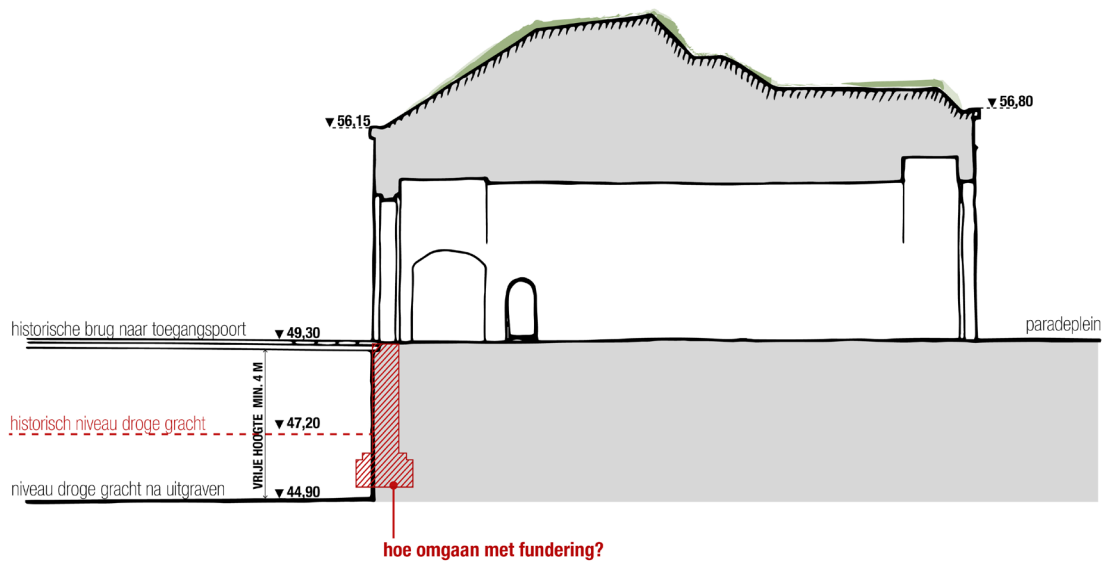 ▼56,15
▼56,80
historische brug naar toegangspoort ▼49,30
paradeplein
VRIJE HOOGTE MIN. 4 M
historisch niveau droge gracht ▼47,20
niveau droge gracht na uitgraven ▼44,90
hoe omgaan met fundering?